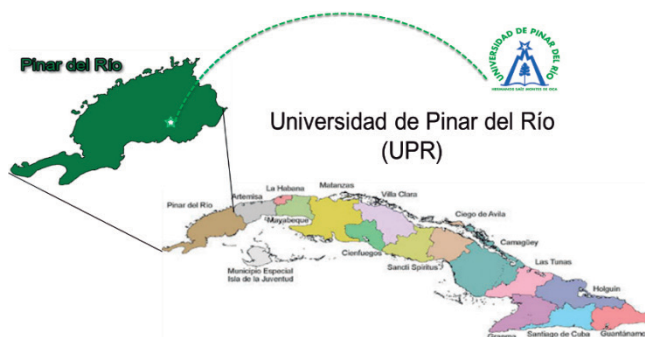 Pinar del Río
UNIVERSIDAD DE PINAR DEL RÍO
Universidad de Pinar del Río
(UPR)
Pinar del Río
Artemisa
La Habana
Mayabeque
Matanzas
Villa Clara
Cienfuegos
Sancti Spíritus
Ciego de Avila
Camagüey
Las Tunas
Holguín
Granma
Santiago de Cuba
Guantánamo
Municipio Especial
Isla de la Juventud